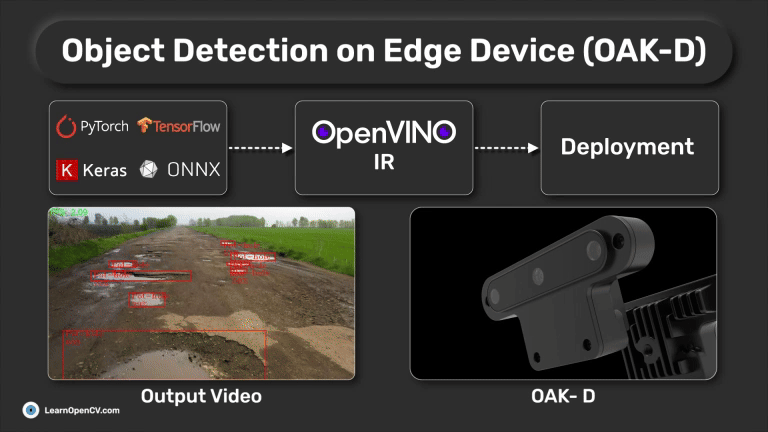 Object Detection on Edge Device (OAK-D)
PyTorch
TensorFlow
Keras
ONNX
OpenVINO
IR
Deployment
Output Video
OAK- D
LearnOpenCV.com